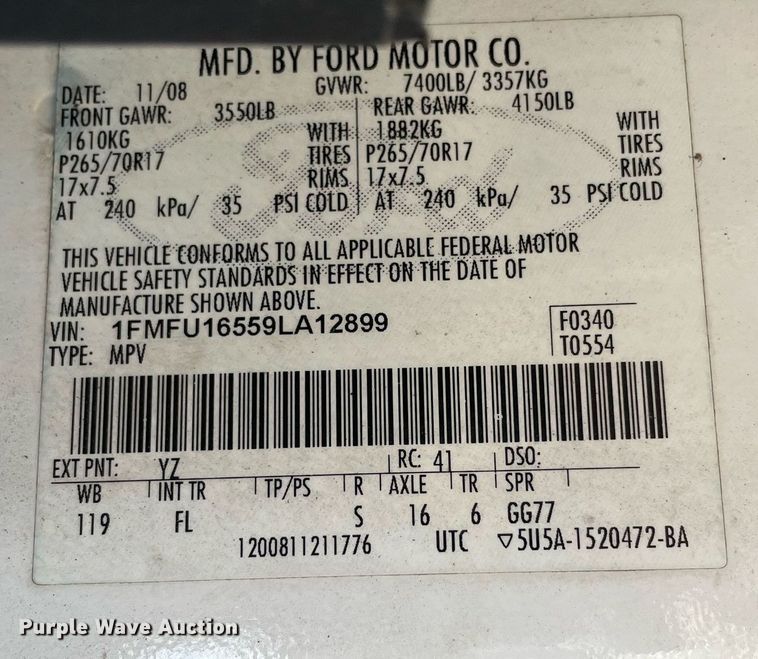 MFD. BY FORD MOTOR CO.
DATE: 11/08 GVWR: 7400LB/ 3357KG
FRONT GAWR: 3550LB REAR GAWR: 4150LB
1610KG WITH 1882KG WITH
P265/70R17 TIRES P265/70R17 TIRES
17x7.5 RIMS 17x7.5 RIMS
AT 240 kPa/ 35 PSI COLD AT 240 kPa/ 35 PSI COLD
THIS VEHICLE CONFORMS TO ALL APPLICABLE FEDERAL MOTOR
VEHICLE SAFETY STANDARDS IN EFFECT ON THE DATE OF
MANUFACTURE SHOWN ABOVE.
VIN: 1FMFU16559LA12899 F0340
TYPE: MPV T0554
EXT PNT: YZ RC: 41 DSO:
WB INT TR TP/PS R AXLE TR SPR
119 FL S 16 6 GG77
1200811211776 UTC ▽5U5A-1520472-BA
Purple Wave Auction